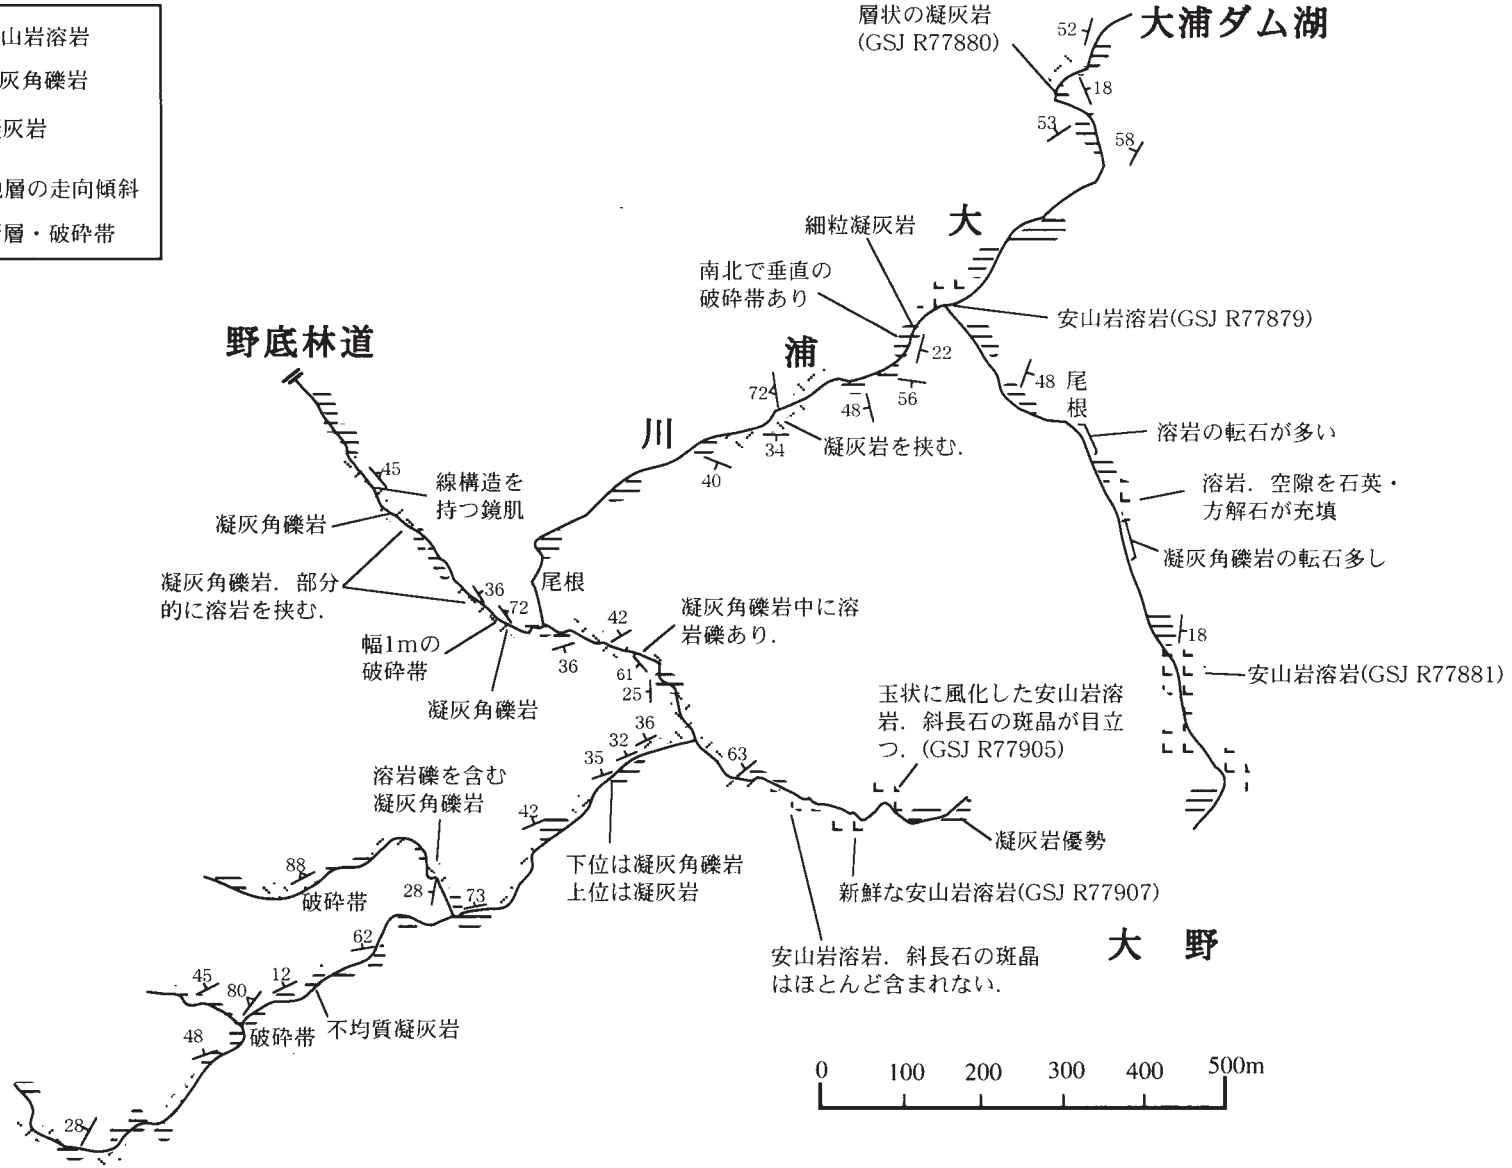 山岩溶岩
灰角礫岩
灰岩
層の走向傾斜
層・破砕帯
層状の凝灰岩
(GSJ R77880)
52
大浦ダム湖
18
53
58
細粒凝灰岩
大
南北で垂直の
破砕帯あり
安山岩溶岩(GSJ R77879)
野底林道
浦
22
72
48
56
48
尾
根
川
34
凝灰岩を挟む.
溶岩の転石が多い
40
45
線構造を
持つ鏡肌
溶岩. 空隙を石英・
方解石が充填
凝灰角礫岩
凝灰角礫岩の転石多し
凝灰角礫岩. 部分
的に溶岩を挟む.
36
72
尾根
42
凝灰角礫岩中に溶
岩礫あり.
幅1mの
破砕帯
36
61
25
18
凝灰角礫岩
安山岩溶岩(GSJ R77881)
玉状に風化した安山岩溶
岩. 斜長石の斑晶が目立
つ. (GSJ R77905)
36
32
35
63
溶岩礫を含む
凝灰角礫岩
42
凝灰岩優勢
下位は凝灰角礫岩
上位は凝灰岩
88
破砕帯
28
73
新鮮な安山岩溶岩(GSJ R77907)
62
大 野
安山岩溶岩. 斜長石の斑晶
はほとんど含まれない.
45
80
12
48
破砕帯
不均質凝灰岩
28
0 100 200 300 400 500m